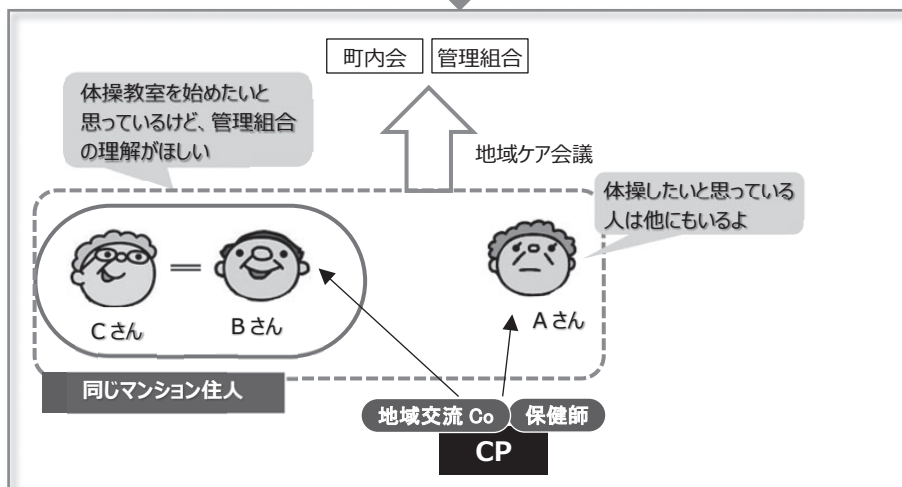 町内会 管理組合
体操教室を始めたいと
思っているけど、管理組合
の理解がほしい
地域ケア会議
体操したいと思っている
人は他にもいるよ
Cさん Bさん Aさん
同じマンション住人
地域交流 Co 保健師
CP